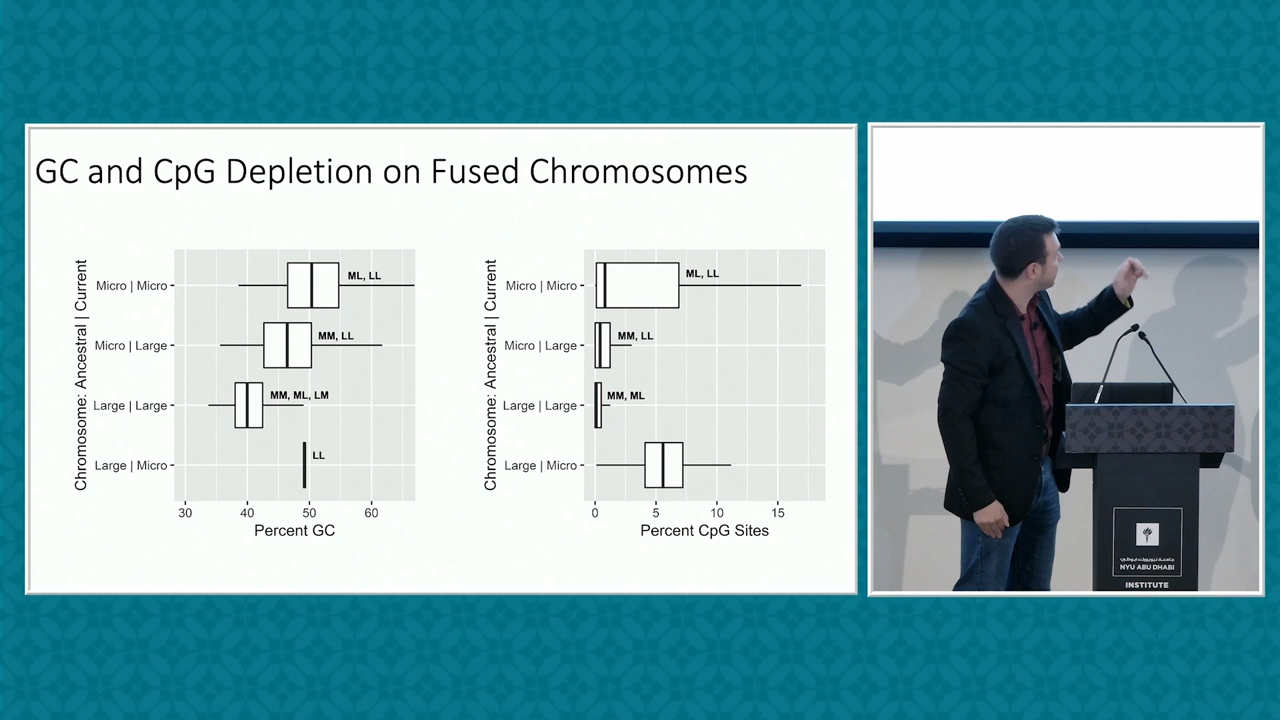 GC and CpG Depletion on Fused Chromosomes
Chromosome: Ancestral | Current
Micro | Micro
Micro | Large
Large | Large
Large | Micro
ML, LL
MM, LL
MM, ML, LM
LL
30 40 50 60
Percent GC
Chromosome: Ancestral | Current
Micro | Micro
Micro | Large
Large | Large
Large | Micro
ML, LL
MM, LL
MM, ML
0 5 10 15
Percent CpG Sites
جامعة نيويورك أبوظبي
NYU ABU DHABI
INSTITUTE